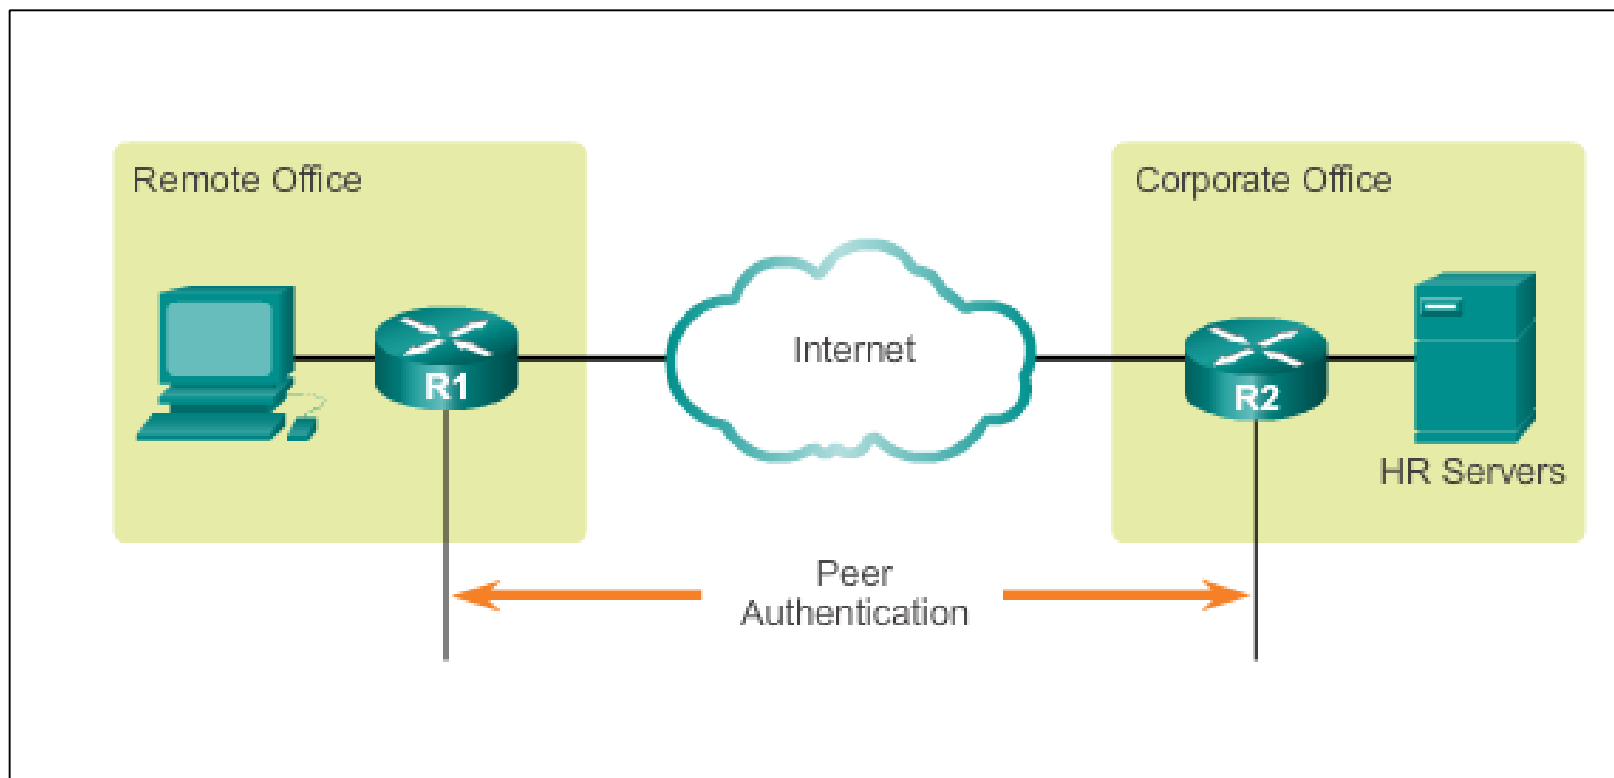 Remote Office
Corporate Office
Internet
R1
R2
HR Servers
Peer
Authentication